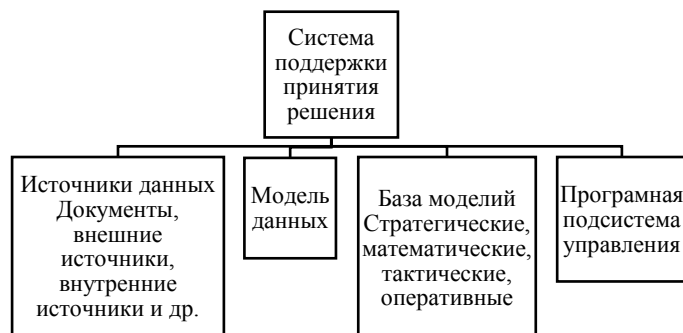 Система
поддержки
принятия
решения
Источники данных
Документы,
внешние
источники,
внутренние
источники и др.
Модель
данных
База моделий
Стратегические,
математические,
тактические,
оперативные
Програмная
подсистема
управления